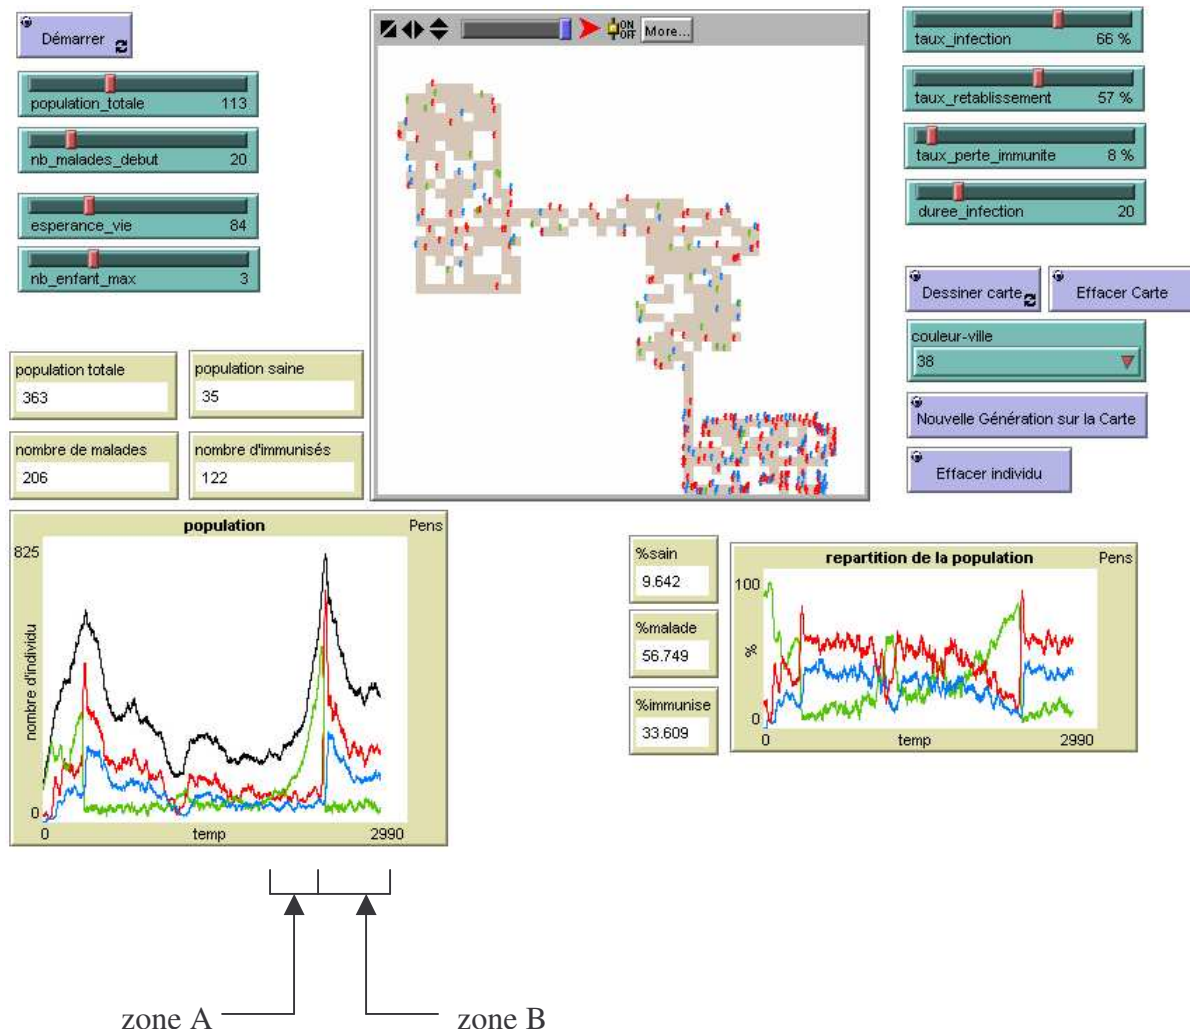 Démarrer
population_totale 113
nb_malades_debut 20
esperance_vie 84
nb_enfant_max 3
ON
OFF
More...
taux_infection 66 %
taux_retablissement 57 %
taux_perte_immunite 8 %
duree_infection 20
Dessiner carte
Effacer Carte
couleur-ville
38
Nouvelle Génération sur la Carte
Effacer individu
population totale
363
population saine
35
nombre de malades
206
nombre d'immunisés
122
population
Pens
825
nombre d'individu
0
0 temp 2990
%sain
9.642
%malade
56.749
%immunise
33.609
repartition de la population
Pens
100
%
0
0 temp 2990
zone A
zone B